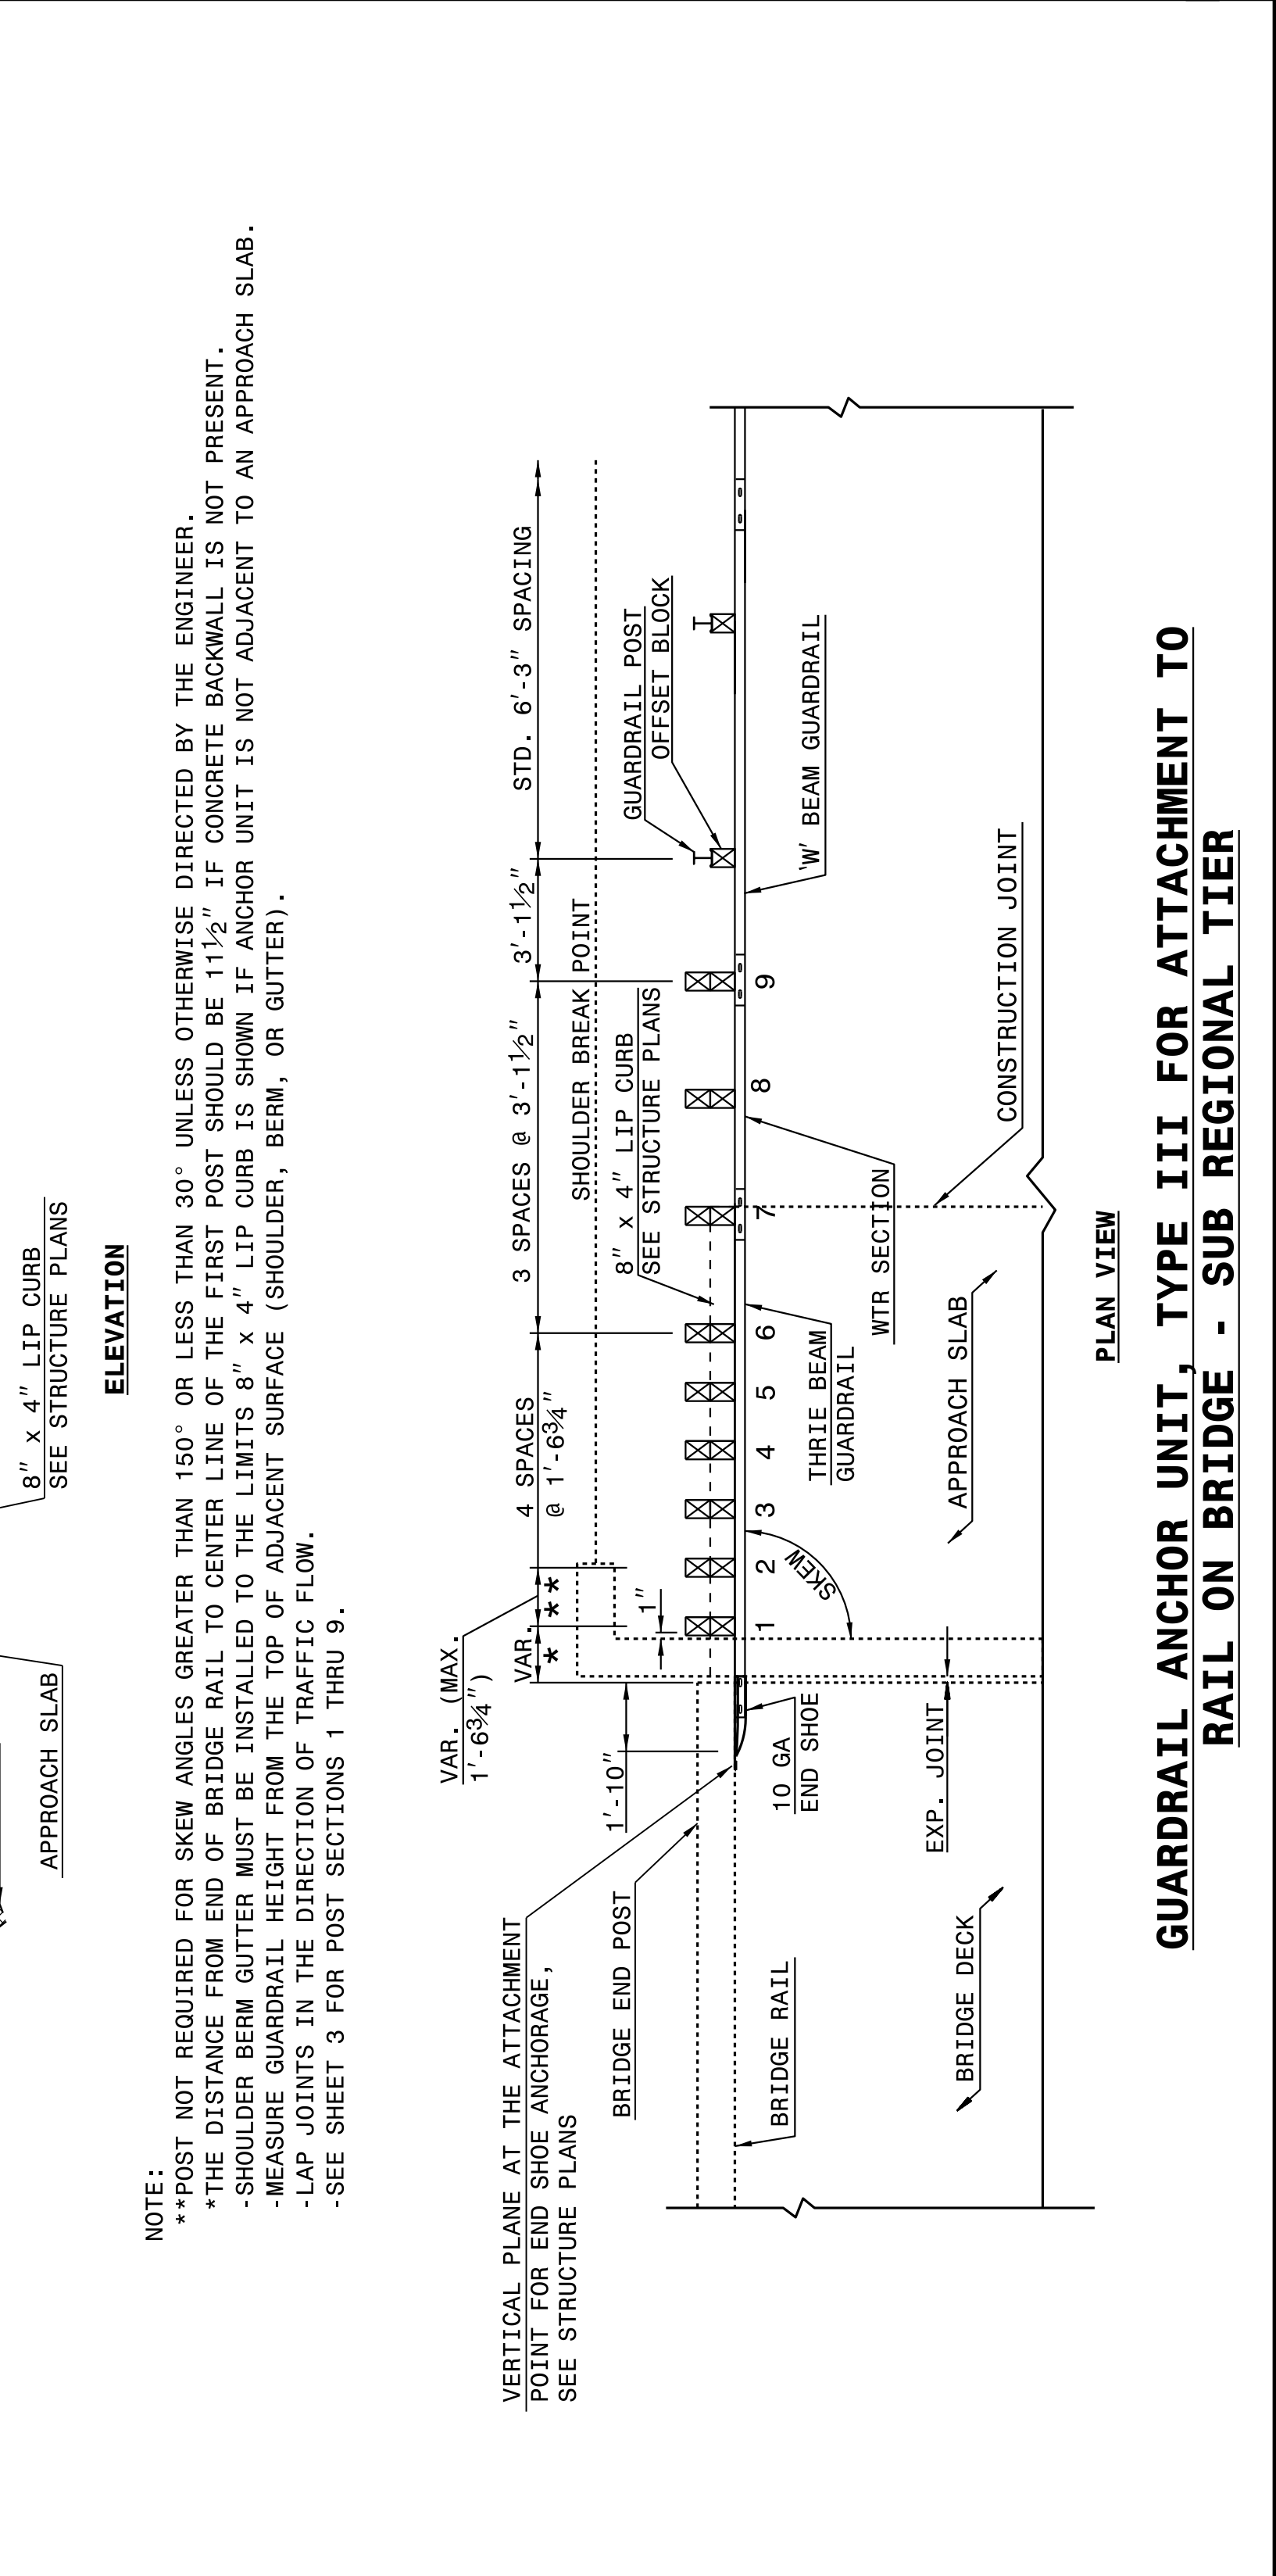 8" x 4" LIP CURB
SEE STRUCTURE PLANS
APPROACH SLAB
ELEVATION
NOTE:
**POST NOT REQUIRED FOR SKEW ANGLES GREATER THAN 150° OR LESS THAN 30° UNLESS OTHERWISE DIRECTED BY THE ENGINEER.
*THE DISTANCE FROM END OF BRIDGE RAIL TO CENTER LINE OF THE FIRST POST SHOULD BE 11½" IF CONCRETE BACKWALL IS NOT PRESENT.
-SHOULDER BERM GUTTER MUST BE INSTALLED TO THE LIMITS 8" x 4" LIP CURB IS SHOWN IF ANCHOR UNIT IS NOT ADJACENT TO AN APPROACH SLAB.
-MEASURE GUARDRAIL HEIGHT FROM THE TOP OF ADJACENT SURFACE (SHOULDER, BERM, OR GUTTER).
-LAP JOINTS IN THE DIRECTION OF TRAFFIC FLOW.
-SEE SHEET 3 FOR POST SECTIONS 1 THRU 9.
VAR. (MAX.
1'-6¾")
VERTICAL PLANE AT THE ATTACHMENT
POINT FOR END SHOE ANCHORAGE,
SEE STRUCTURE PLANS
VAR.
*
**
4 SPACES
@ 1'-6¾"
3 SPACES @ 3'-1½"
3'-1½"
STD. 6'-3" SPACING
SHOULDER BREAK POINT
1'-10"
1"
BRIDGE END POST
8" x 4" LIP CURB
SEE STRUCTURE PLANS
GUARDRAIL POST
OFFSET BLOCK
1 2 3 4 5 6 7 8 9
BRIDGE RAIL
10 GA
END SHOE
SKEW
THRIE BEAM
GUARDRAIL
WTR SECTION
'W' BEAM GUARDRAIL
EXP. JOINT
BRIDGE DECK
APPROACH SLAB
CONSTRUCTION JOINT
PLAN VIEW
GUARDRAIL ANCHOR UNIT, TYPE III FOR ATTACHMENT TO
RAIL ON BRIDGE - SUB REGIONAL TIER